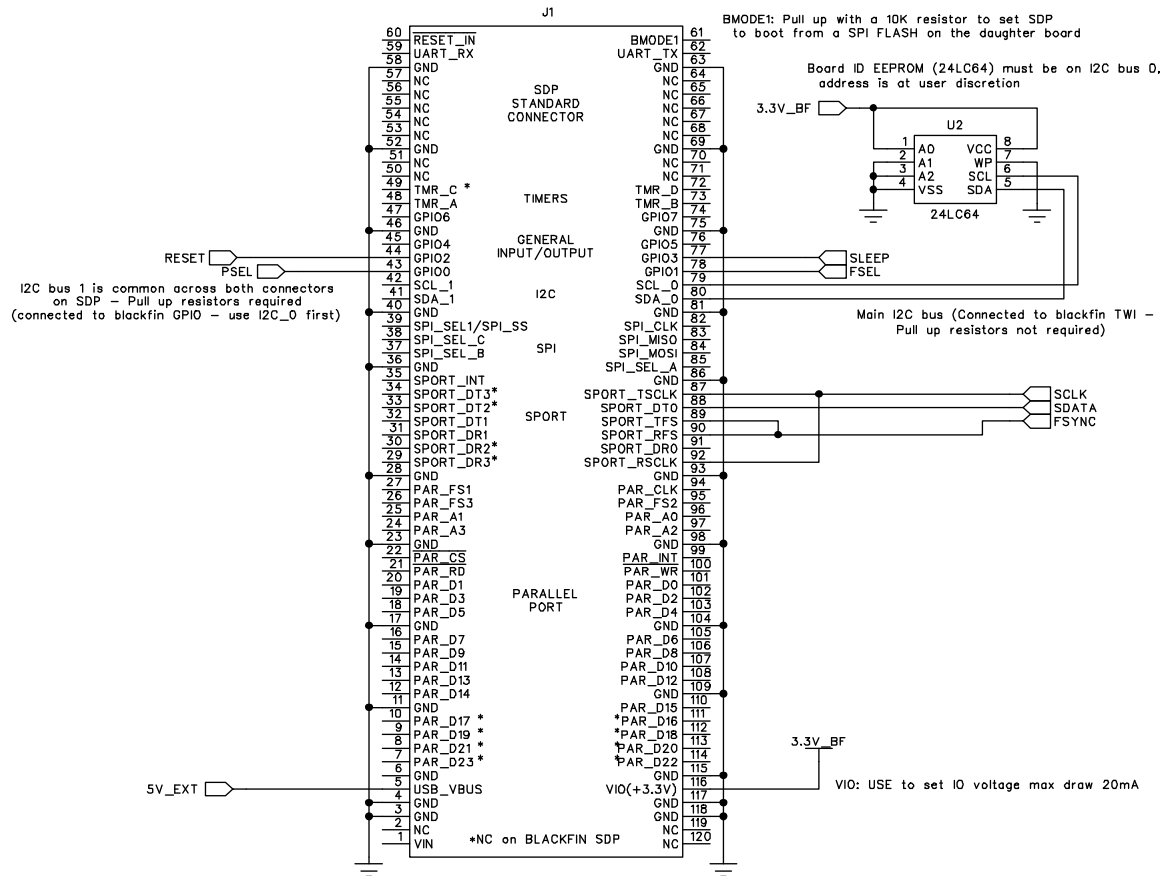 J1
BMODE1: Pull up with a 10K resistor to set SDP
to boot from a SPI FLASH on the daughter board
Board ID EEPROM (24LC64) must be on I2C bus 0,
address is at user discretion
3.3V_BF
U2
1 A0 VCC 8
2 A1 WP 7
3 A2 SCL 6
4 VSS SDA 5
24LC64
SDP
STANDARD
CONNECTOR
TIMERS
GENERAL
INPUT/OUTPUT
I2C
SPI
SPORT
PARALLEL
PORT
60 RESET_IN BMODE1 61
59 UART_RX UART_TX 62
58 GND GND 63
57 NC NC 64
56 NC NC 65
55 NC NC 66
54 NC NC 67
53 NC NC 68
52 GND GND 69
51 NC NC 70
50 NC NC 71
49 TMR_C * TMR_D 72
48 TMR_A TMR_B 73
47 GPIO6 GPIO7 74
46 GND GND 75
45 GPIO4 GPIO5 76
44 GPIO2 GPIO3 77
43 GPIO0 GPIO1 78
42 SCL_1 SCL_0 79
41 SDA_1 SDA_0 80
40 GND GND 81
39 SPI_SEL1/SPI_SS SPI_CLK 82
38 SPI_SEL_C SPI_MISO 83
37 SPI_SEL_B SPI_MOSI 84
36 GND SPI_SEL_A 85
35 SPORT_INT GND 86
34 SPORT_DT3* SPORT_TSCLK 87
33 SPORT_DT2* SPORT_DT0 88
32 SPORT_DT1 SPORT_TFS 89
31 SPORT_DR1 SPORT_RFS 90
30 SPORT_DR2* SPORT_DR0 91
29 SPORT_DR3* SPORT_RSCLK 92
28 GND GND 93
27 PAR_FS1 PAR_CLK 94
26 PAR_FS3 PAR_FS2 95
25 PAR_A1 PAR_A0 96
24 PAR_A3 PAR_A2 97
23 GND GND 98
22 PAR_CS PAR_INT 99
21 PAR_RD PAR_WR 100
20 PAR_D1 PAR_D0 101
19 PAR_D3 PAR_D2 102
18 PAR_D5 PAR_D4 103
17 GND GND 104
16 PAR_D7 PAR_D6 105
15 PAR_D9 PAR_D8 106
14 PAR_D11 PAR_D10 107
13 PAR_D13 PAR_D12 108
12 PAR_D14 GND 109
11 GND PAR_D15 110
10 PAR_D17 * *PAR_D16 111
9 PAR_D19 * *PAR_D18 112
8 PAR_D21 * *PAR_D20 113
7 PAR_D23 * *PAR_D22 114
6 GND GND 115
5 USB_VBUS VIO(+3.3V) 116
4 GND GND 117
3 GND GND 118
2 NC NC 119
1 VIN NC 120
*NC on BLACKFIN SDP
RESET
PSEL
I2C bus 1 is common across both connectors
on SDP – Pull up resistors required
(connected to blackfin GPIO – use I2C_0 first)
5V_EXT
SLEEP
FSEL
Main I2C bus (Connected to blackfin TWI –
Pull up resistors not required)
SCLK
SDATA
FSYNC
3.3V_BF
VIO: USE to set IO voltage max draw 20mA